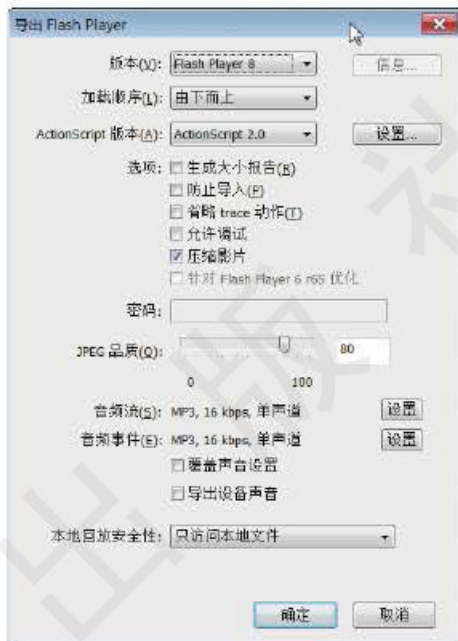 导出 Flash Player
版本(V): Flash Player 8 信息...
加载顺序(L): 由下而上
ActionScript 版本(A): ActionScript 2.0 设置...
选项: 生成大小报告(R)
防止导入(P)
省略 trace 动作(T)
允许调试
压缩影片
针对 Flash Player 6 r65 优化
密码:
JPEG 品质(Q): 80
0 100
音频流(S): MP3, 16 kbps, 单声道 设置
音频事件(E): MP3, 16 kbps, 单声道 设置
覆盖声音设置
导出设备声音
本地回放安全性: 只访问本地文件
确定 取消
出版社